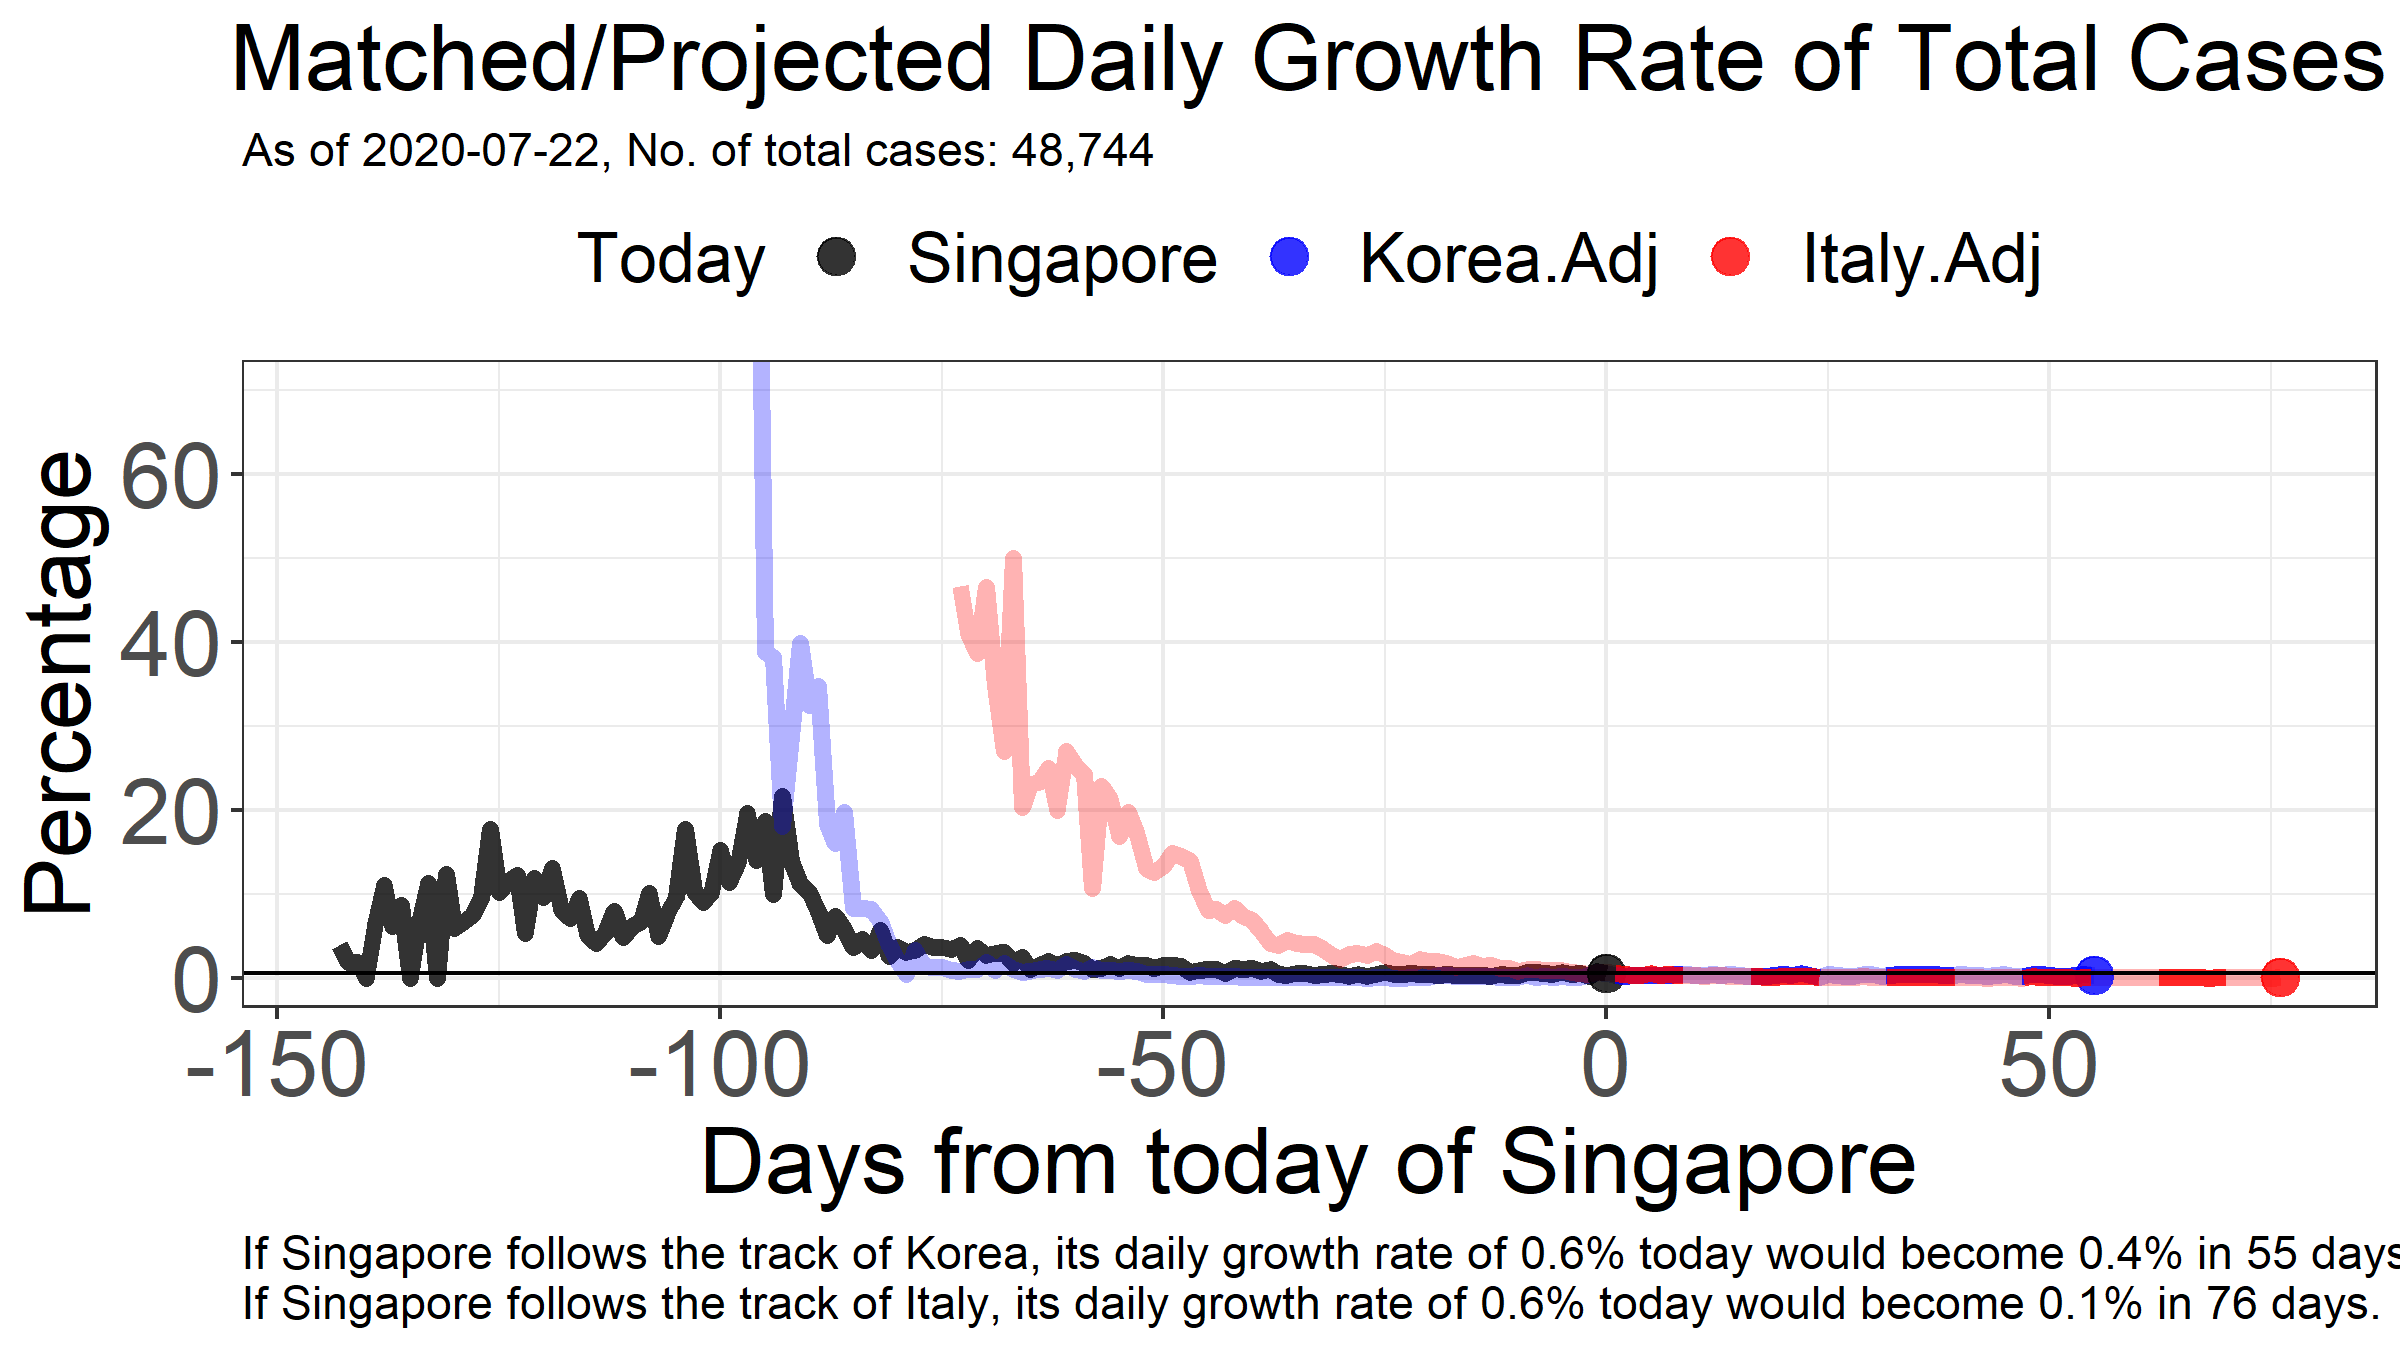 Matched/Projected Daily Growth Rate of Total Cases
As of 2020-07-22, No. of total cases: 48,744
Today Singapore Korea.Adj Italy.Adj
Percentage
60
40
20
0
-150 -100 -50 0 50
Days from today of Singapore
If Singapore follows the track of Korea, its daily growth rate of 0.6% today would become 0.4% in 55 days
If Singapore follows the track of Italy, its daily growth rate of 0.6% today would become 0.1% in 76 days.